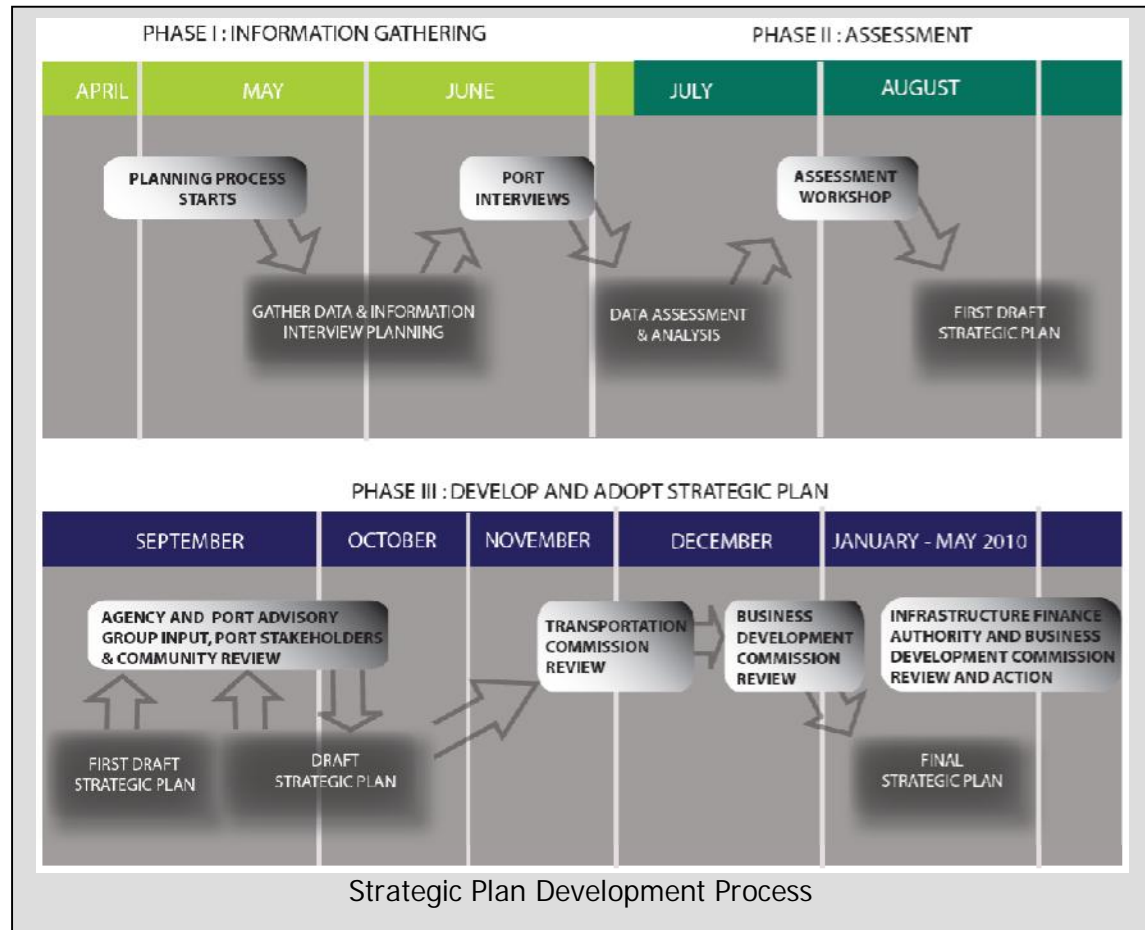 PHASE I : INFORMATION GATHERING
PHASE II : ASSESSMENT
APRIL
MAY
JUNE
JULY
AUGUST
PLANNING PROCESS
STARTS
PORT
INTERVIEWS
ASSESSMENT
WORKSHOP
GATHER DATA & INFORMATION
INTERVIEW PLANNING
DATA ASSESSMENT
& ANALYSIS
FIRST DRAFT
STRATEGIC PLAN
PHASE III : DEVELOP AND ADOPT STRATEGIC PLAN
SEPTEMBER
OCTOBER
NOVEMBER
DECEMBER
JANUARY - MAY 2010
AGENCY AND PORT ADVISORY
GROUP INPUT, PORT STAKEHOLDERS
& COMMUNITY REVIEW
TRANSPORTATION
COMMISSION
REVIEW
BUSINESS
DEVELOPMENT
COMMISSION
REVIEW
INFRASTRUCTURE FINANCE
AUTHORITY AND BUSINESS
DEVELOPMENT COMMISSION
REVIEW AND ACTION
FIRST DRAFT
STRATEGIC PLAN
DRAFT
STRATEGIC PLAN
FINAL
STRATEGIC PLAN
Strategic Plan Development Process